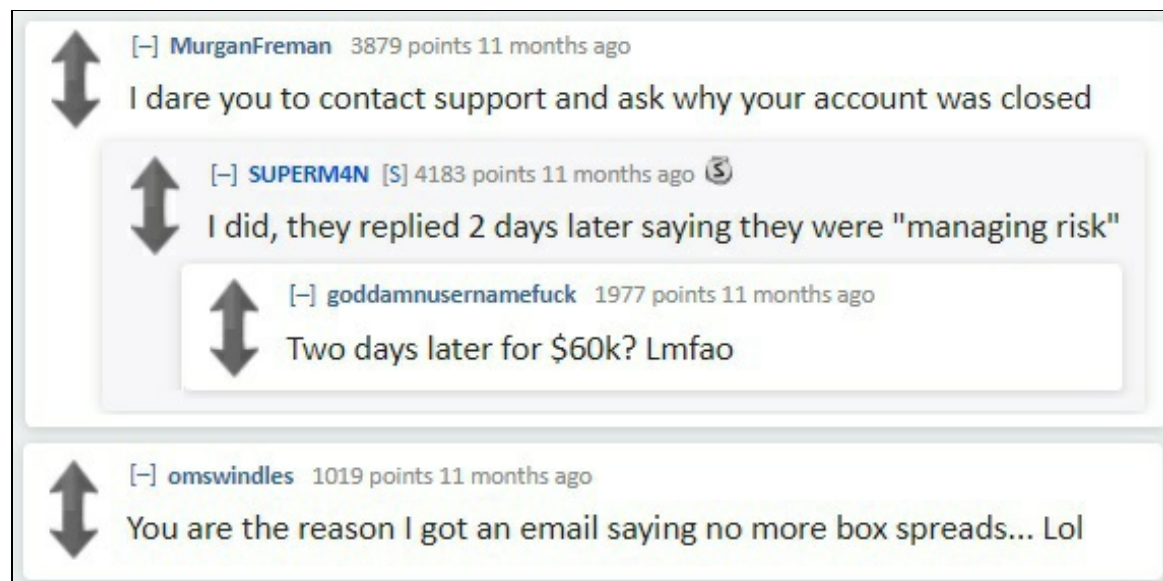 [–] MurganFreman 3879 points 11 months ago
I dare you to contact support and ask why your account was closed
[–] SUPERM4N [S] 4183 points 11 months ago S
I did, they replied 2 days later saying they were "managing risk"
[–] goddamnusernamefuck 1977 points 11 months ago
Two days later for $60k? Lmfao
[–] omswindles 1019 points 11 months ago
You are the reason I got an email saying no more box spreads... Lol